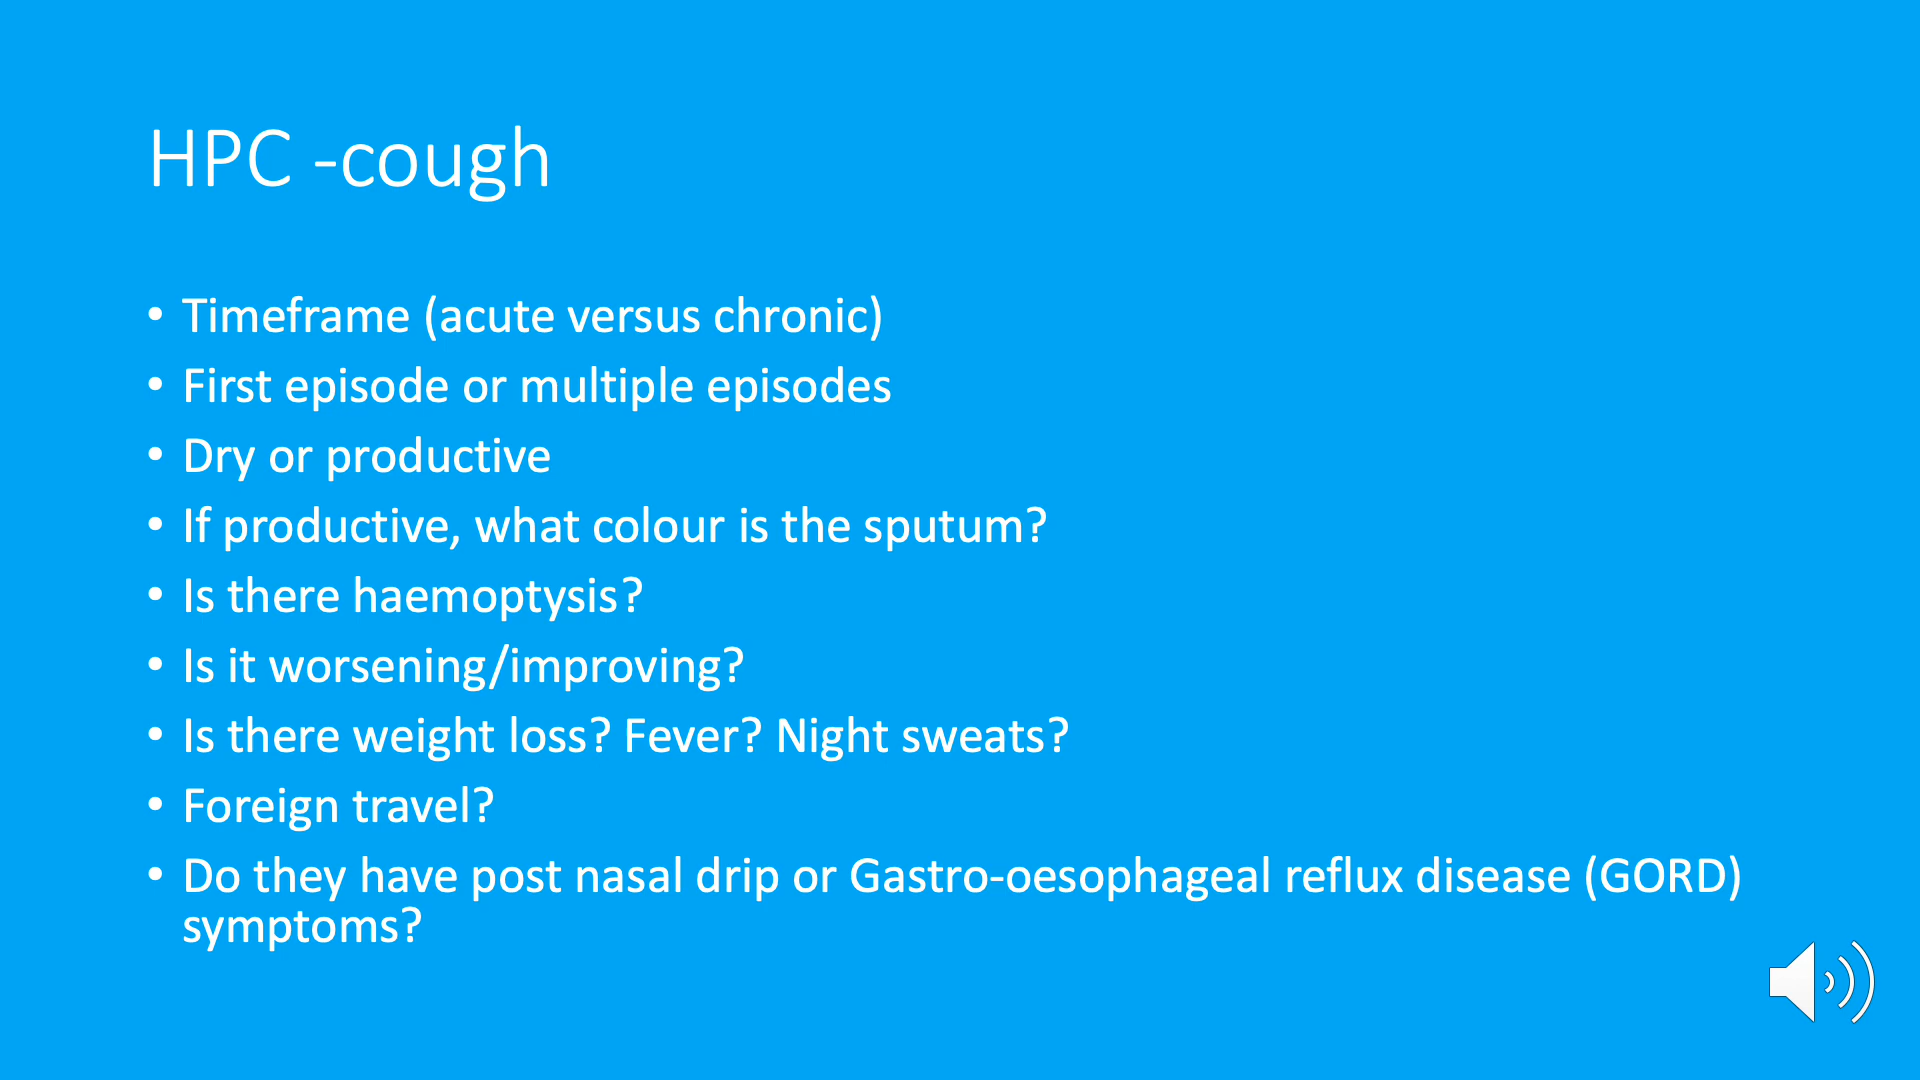 HPC -cough
• Timeframe (acute versus chronic)
• First episode or multiple episodes
• Dry or productive
• If productive, what colour is the sputum?
• Is there haemoptysis?
• Is it worsening/improving?
• Is there weight loss? Fever? Night sweats?
• Foreign travel?
• Do they have post nasal drip or Gastro-oesophageal reflux disease (GORD)
symptoms?